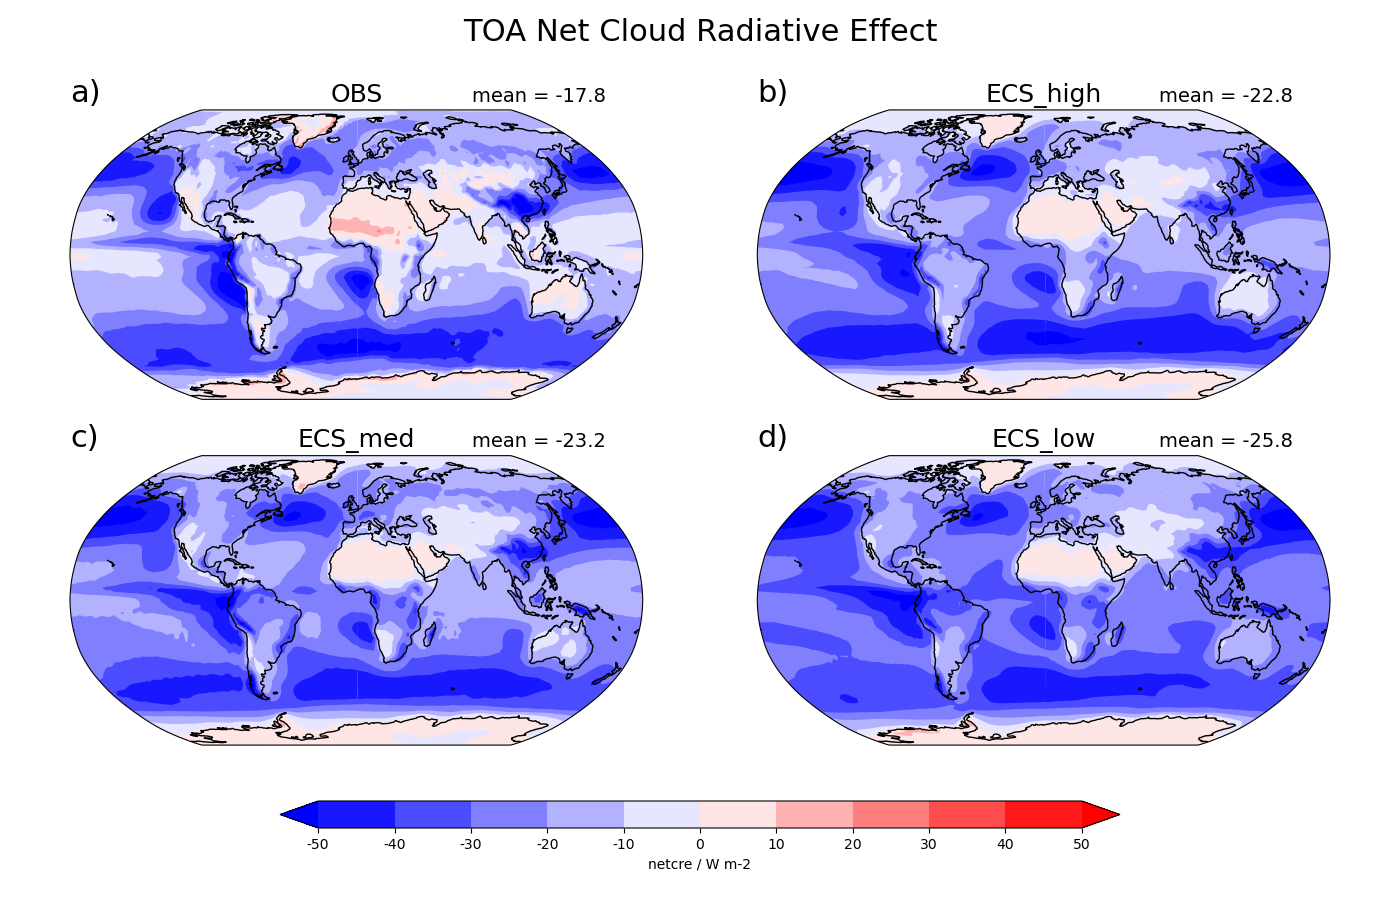 TOA Net Cloud Radiative Effect
a) OBS mean = -17.8
b) ECS_high mean = -22.8
c) ECS_med mean = -23.2
d) ECS_low mean = -25.8
-50 -40 -30 -20 -10 0 10 20 30 40 50
netcre / W m-2